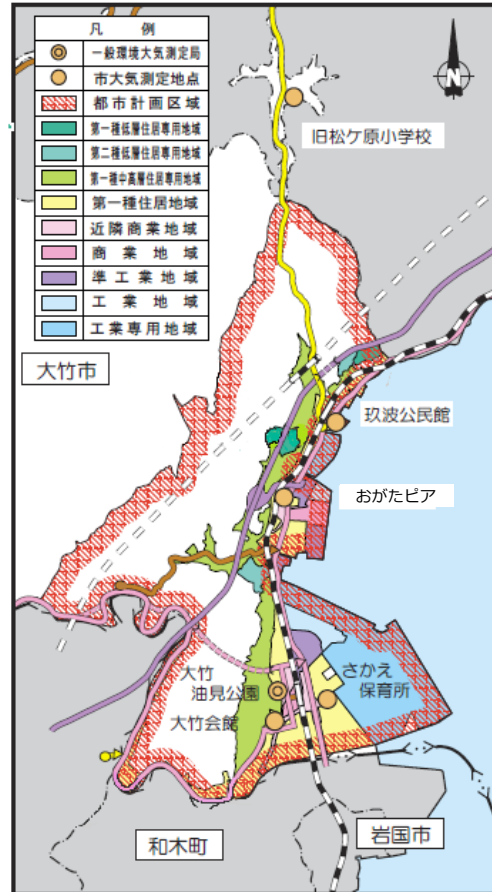 凡例
一般環境大気測定局
市大気測定地点
都市計画区域
第一種低層住居専用地域
第二種低層住居専用地域
第一種中高層住居専用地域
第一種住居地域
近隣商業地域
商業地域
準工業地域
工業地域
工業専用地域
N
旧松ケ原小学校
大竹市
玖波公民館
おがたピア
大竹
油見公園
さかえ
保育所
大竹会館
和木町
岩国市